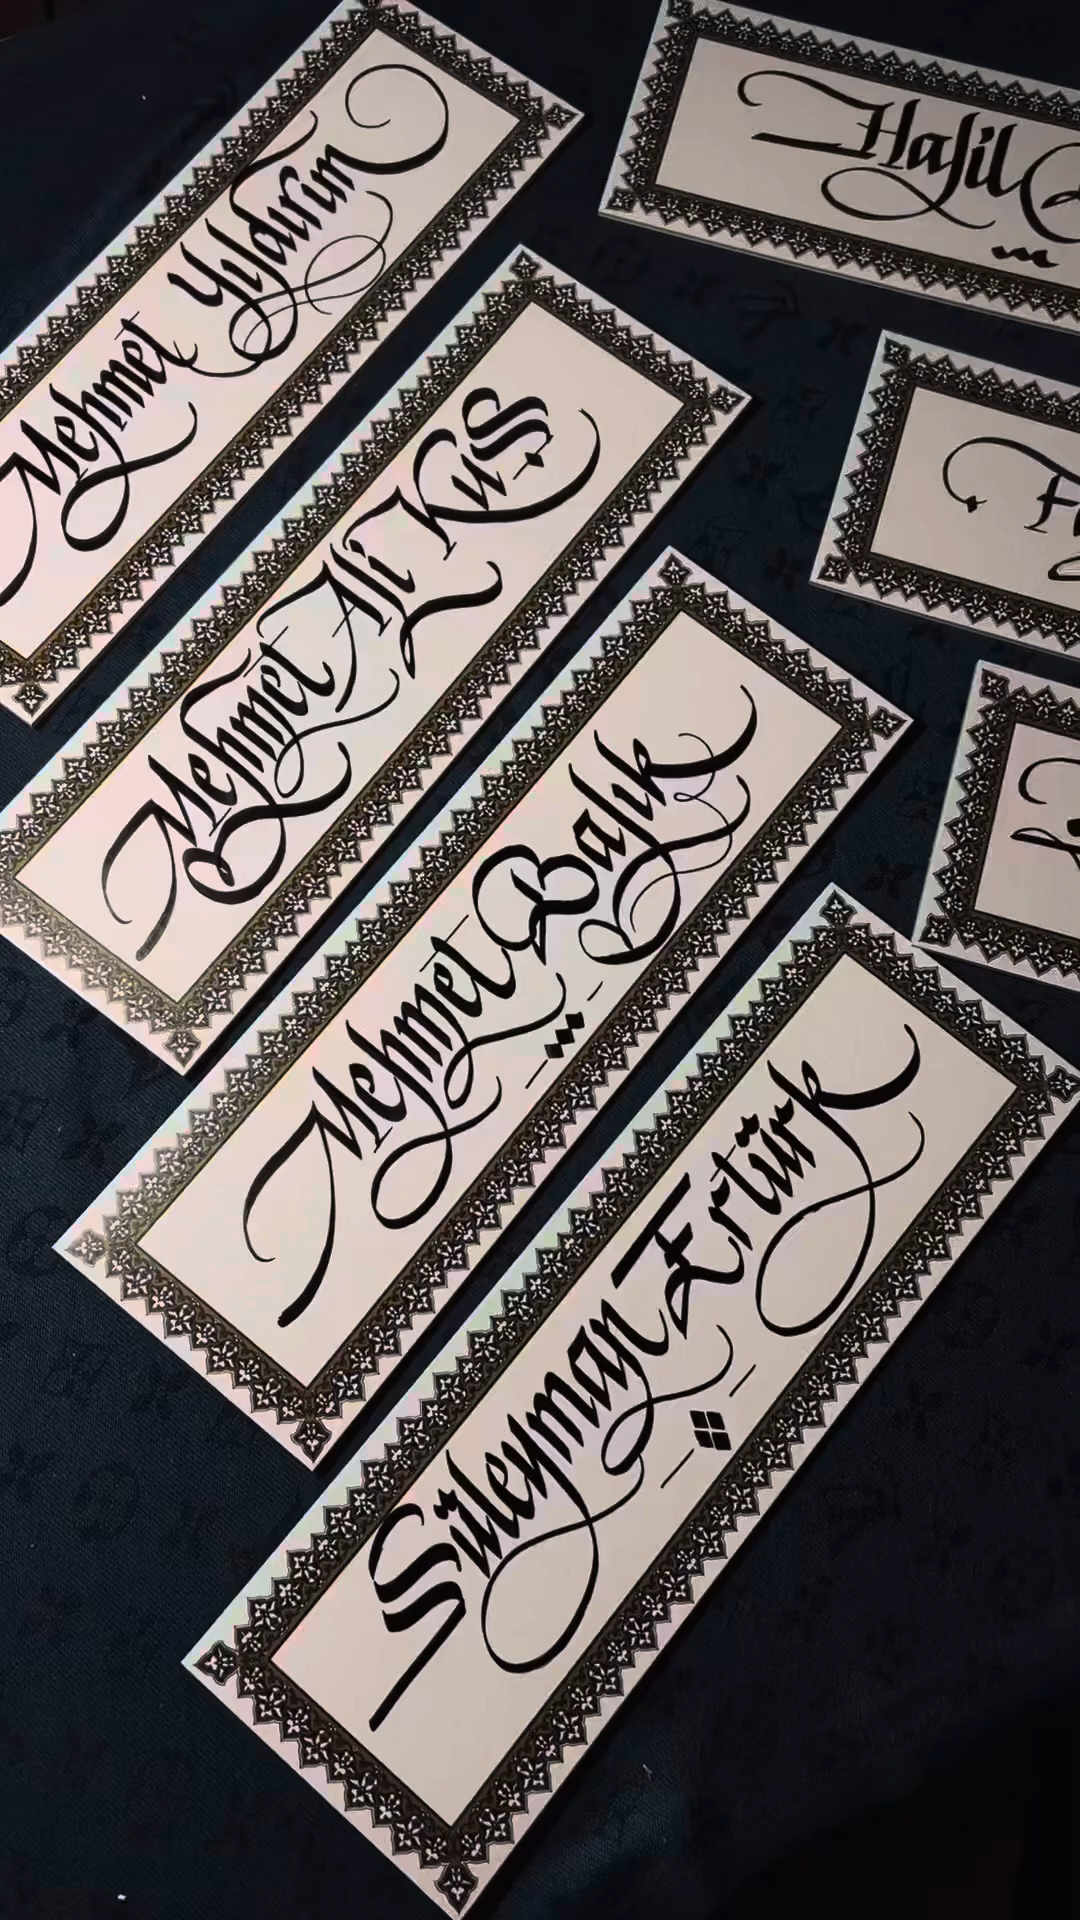 Mehmet Yıldırım
Mehmet Ali Kuş
Mehmet Balık
Süleyman Ertürk
Halil